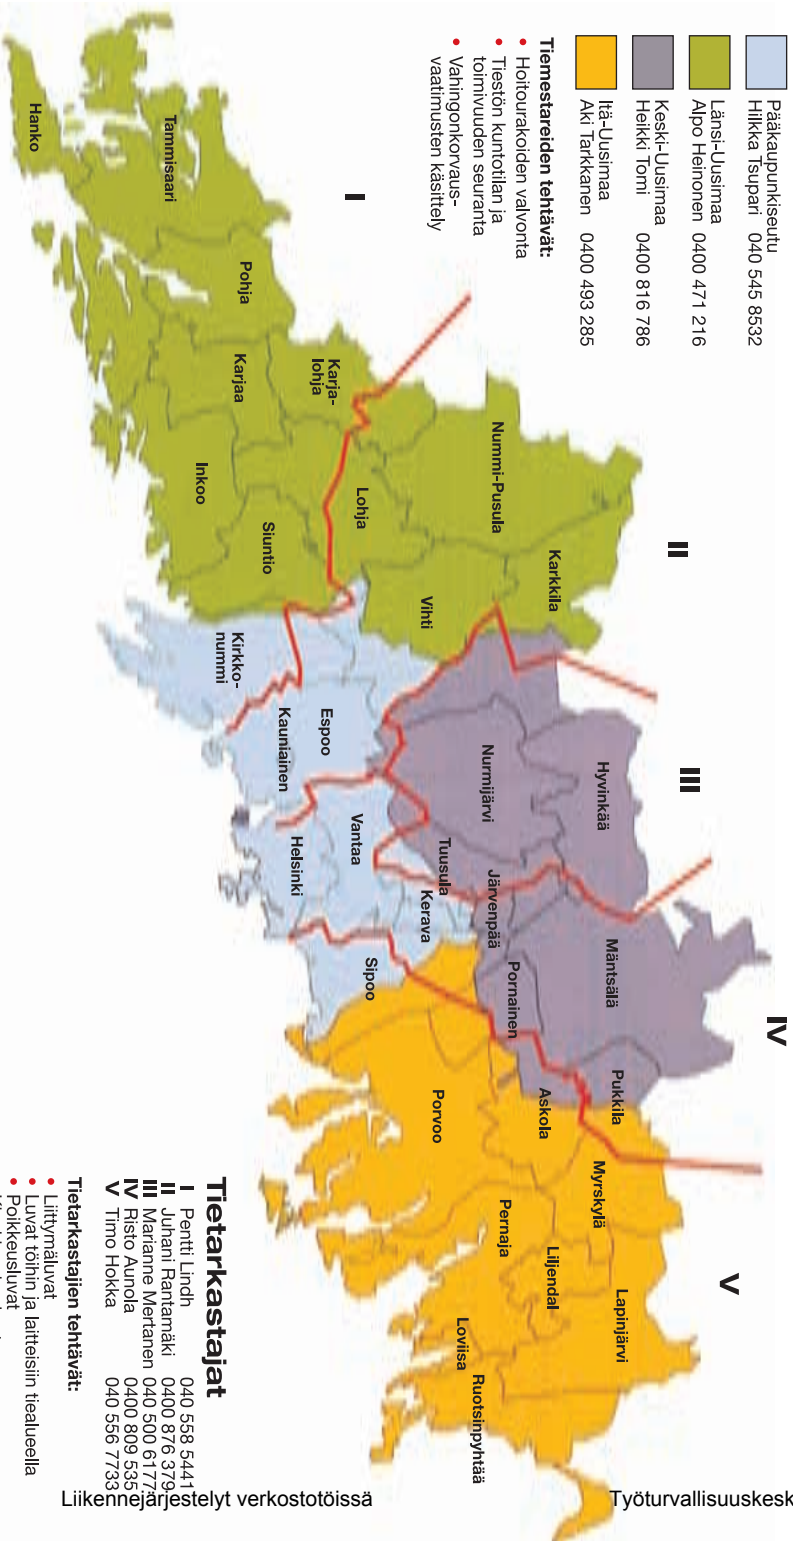 Pääkaupunkiseutu
Hilkka Tsupari 040 545 8532
Länsi-Uusimaa
Alpo Heinonen 0400 471 216
Keski-Uusimaa
Heikki Tomi 0400 816 786
Itä-Uusimaa
Aki Tarkkanen 0400 493 285
Tiemestareiden tehtävät:
• Hoitourakoiden valvonta
• Tiestön kuntotilan ja
toimivuuden seuranta
• Vahingonkorvaus-
vaatimusten käsittely
I
II
III
IV
V
Hanko
Tammisaari
Pohja
Karjaa
Karja-
lohja
Inkoo
Siuntio
Lohja
Nummi-Pusula
Karkkila
Vihti
Kirkko-
nummi
Espoo
Kauniainen
Vantaa
Helsinki
Nurmijärvi
Hyvinkää
Tuusula
Kerava
Järvenpää
Sipoo
Pornainen
Mäntsälä
Pukkila
Askola
Porvoo
Myrskylä
Pernaja
Liljendal
Lapinjärvi
Loviisa
Ruotsinpyhtää
Tietarkastajat
I Pentti Lindh 040 558 5441
II Juhani Rantamäki 0400 876 379
III Marianne Mertanen 040 500 6177
IV Risto Aunola 0400 809 535
V Timo Hokka 040 556 7733
Tietarkastajien tehtävät:
• Liittymäluvat
• Luvat töihin ja laitteisiin tiealueella
• Poikkeusluvat
Liikennejärjestelyt verkostotöissä
Työturvallisuuskesk